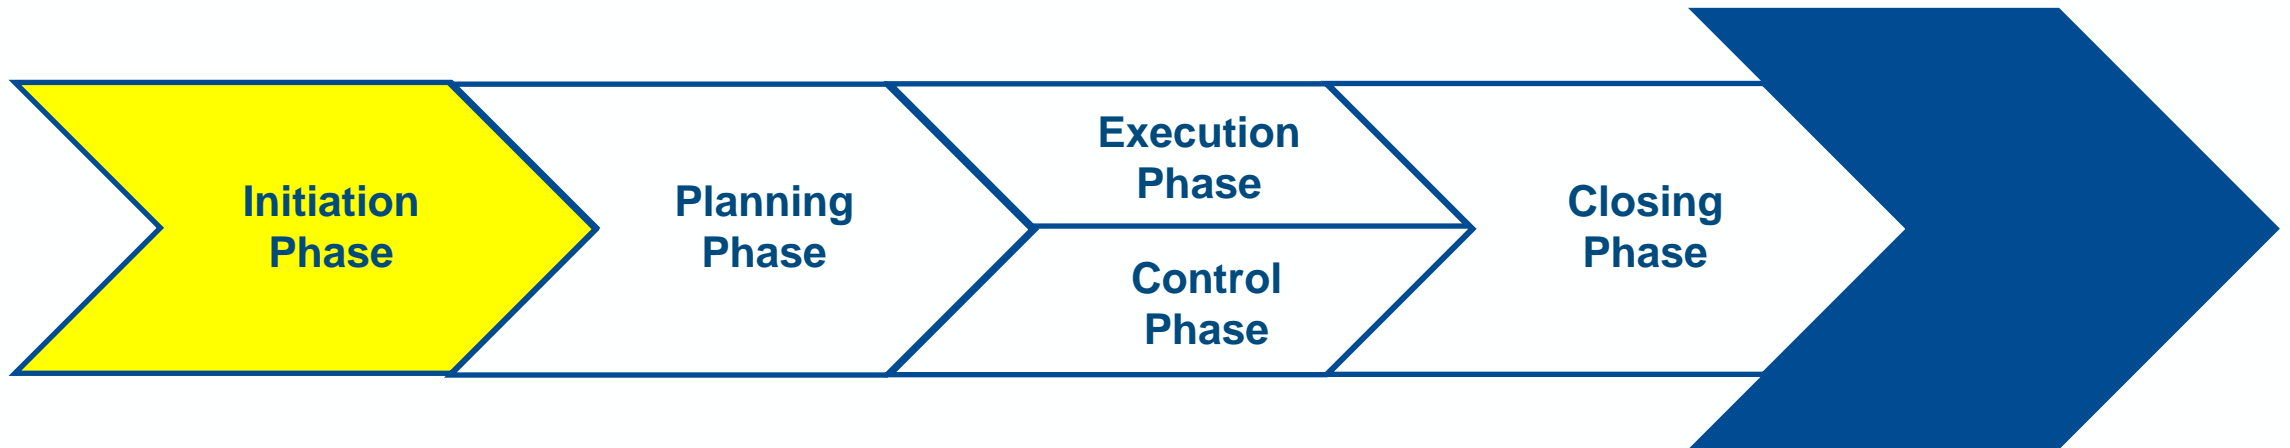 Initiation
Phase
Planning
Phase
Execution
Phase
Control
Phase
Closing
Phase